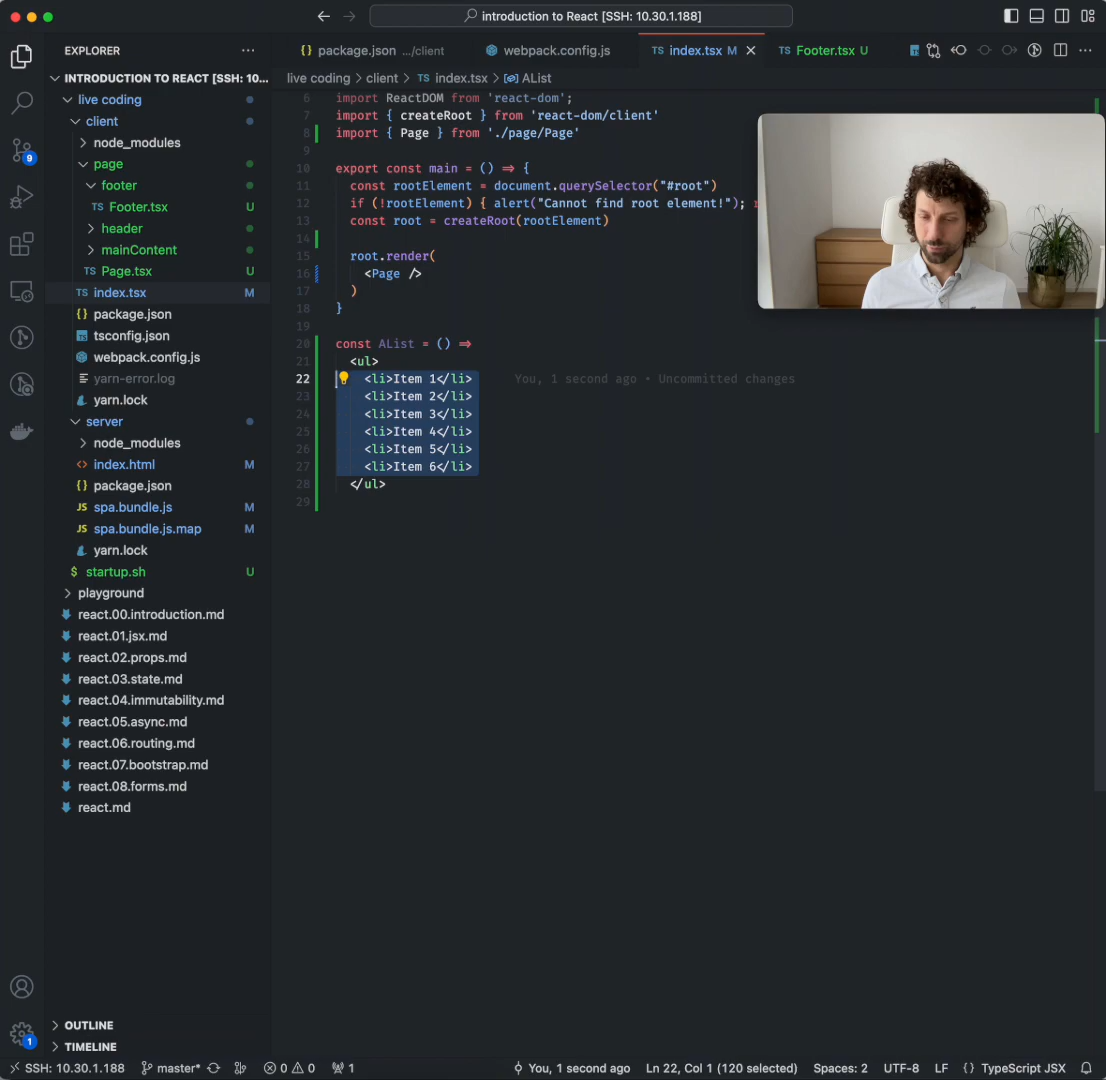 introduction to React [SSH: 10.30.1.188]
EXPLORER
{} package.json .../client
webpack.config.js
TS index.tsx M
TS Footer.tsx U
INTRODUCTION TO REACT [SSH: 10...
live coding > client > TS index.tsx > AList
live coding
client
node_modules
page
footer
TS Footer.tsx U
header
mainContent
TS Page.tsx U
TS index.tsx M
{} package.json
TS tsconfig.json
webpack.config.js
yarn-error.log
yarn.lock
server
node_modules
<> index.html M
{} package.json
JS spa.bundle.js M
JS spa.bundle.js.map M
yarn.lock
$ startup.sh U
playground
react.00.introduction.md
react.01.jsx.md
react.02.props.md
react.03.state.md
react.04.immutability.md
react.05.async.md
react.06.routing.md
react.07.bootstrap.md
react.08.forms.md
react.md
OUTLINE
TIMELINE
9
1
6 import ReactDOM from 'react-dom';
7 import { createRoot } from 'react-dom/client'
8 import { Page } from './page/Page'
9
10 export const main = () => {
11 const rootElement = document.querySelector("#root")
12 if (!rootElement) { alert("Cannot find root element!");
13 const root = createRoot(rootElement)
14
15 root.render(
16 <Page />
17 )
18 }
19
20 const AList = () =>
21 <ul>
22 <li>Item 1</li> You, 1 second ago • Uncommitted changes
23 <li>Item 2</li>
24 <li>Item 3</li>
25 <li>Item 4</li>
26 <li>Item 5</li>
27 <li>Item 6</li>
28 </ul>
29
SSH: 10.30.1.188 master* 0 0 1 You, 1 second ago Ln 22, Col 1 (120 selected) Spaces: 2 UTF-8 LF {} TypeScript JSX